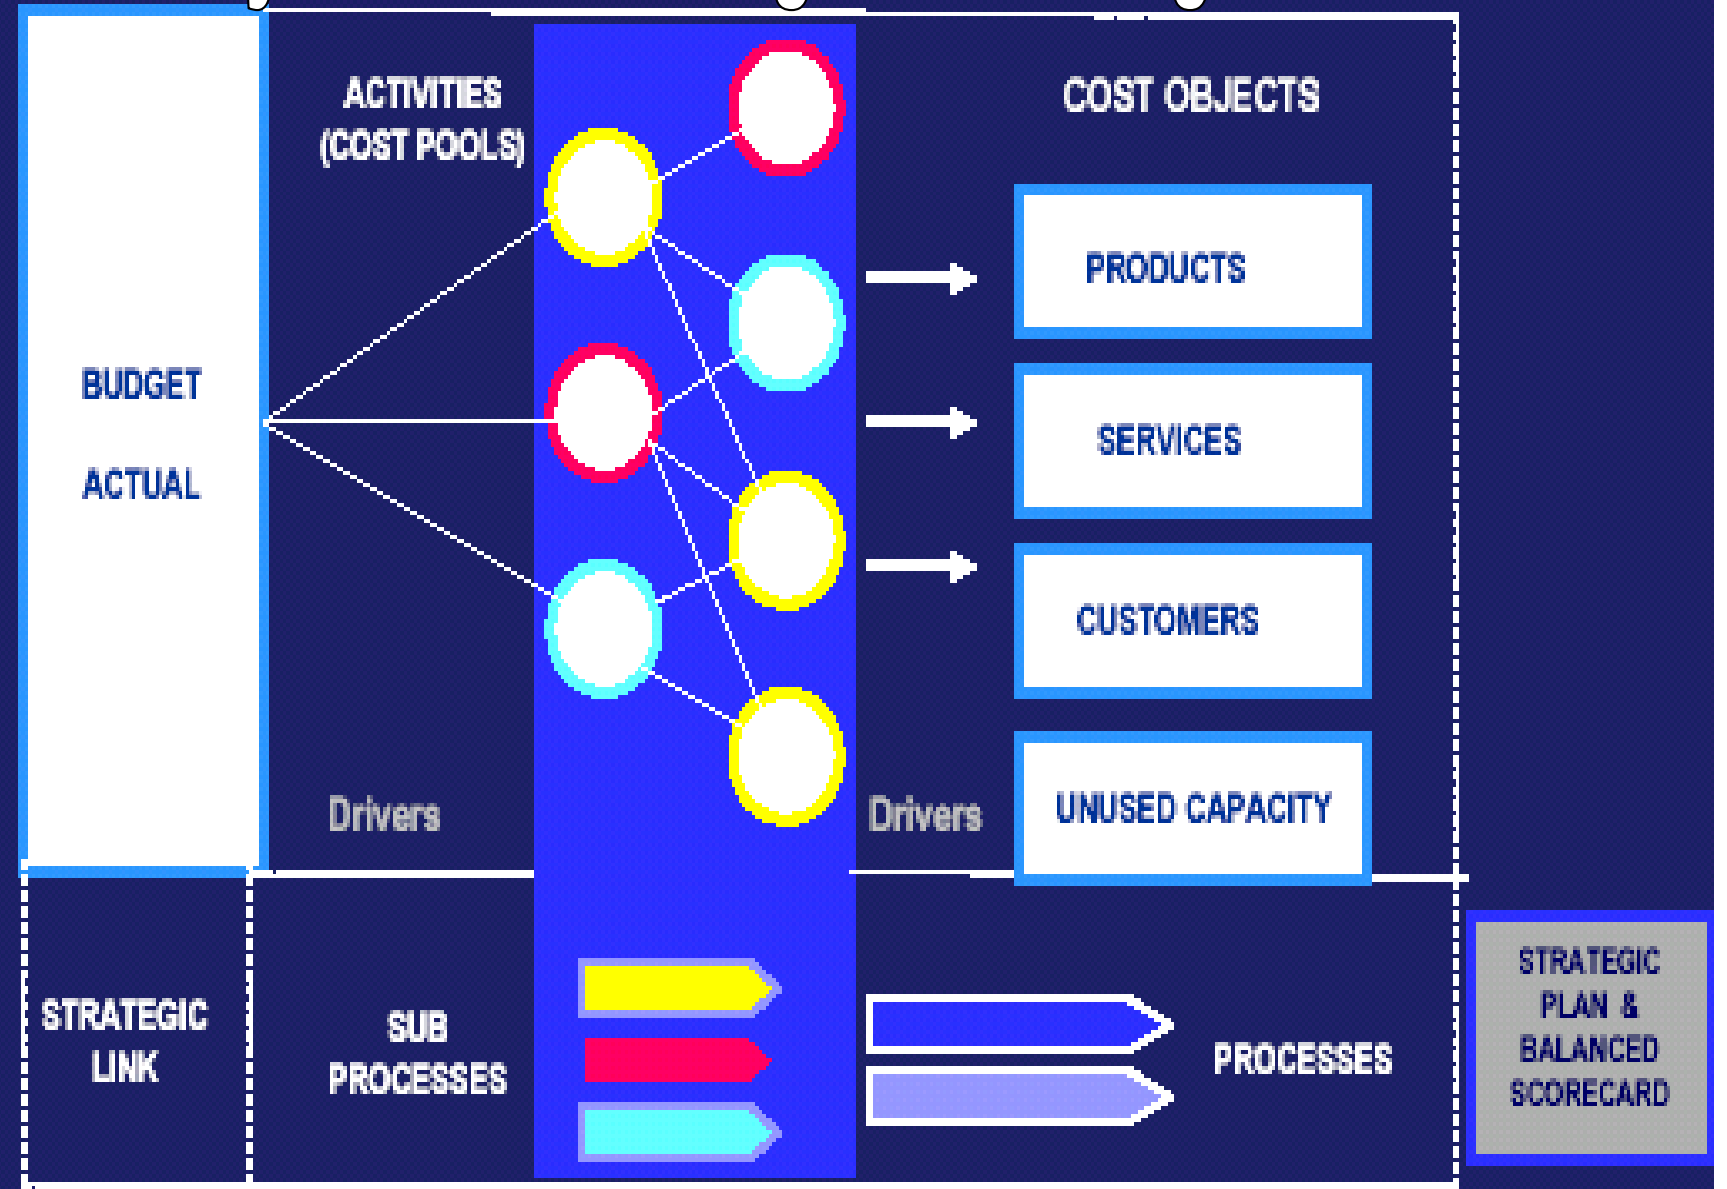 ACTIVITIES
(COST POOLS)
COST OBJECTS
PRODUCTS
BUDGET
SERVICES
ACTUAL
CUSTOMERS
Drivers
Drivers
UNUSED CAPACITY
STRATEGIC
LINK
SUB
PROCESSES
PROCESSES
STRATEGIC
PLAN &
BALANCED
SCORECARD